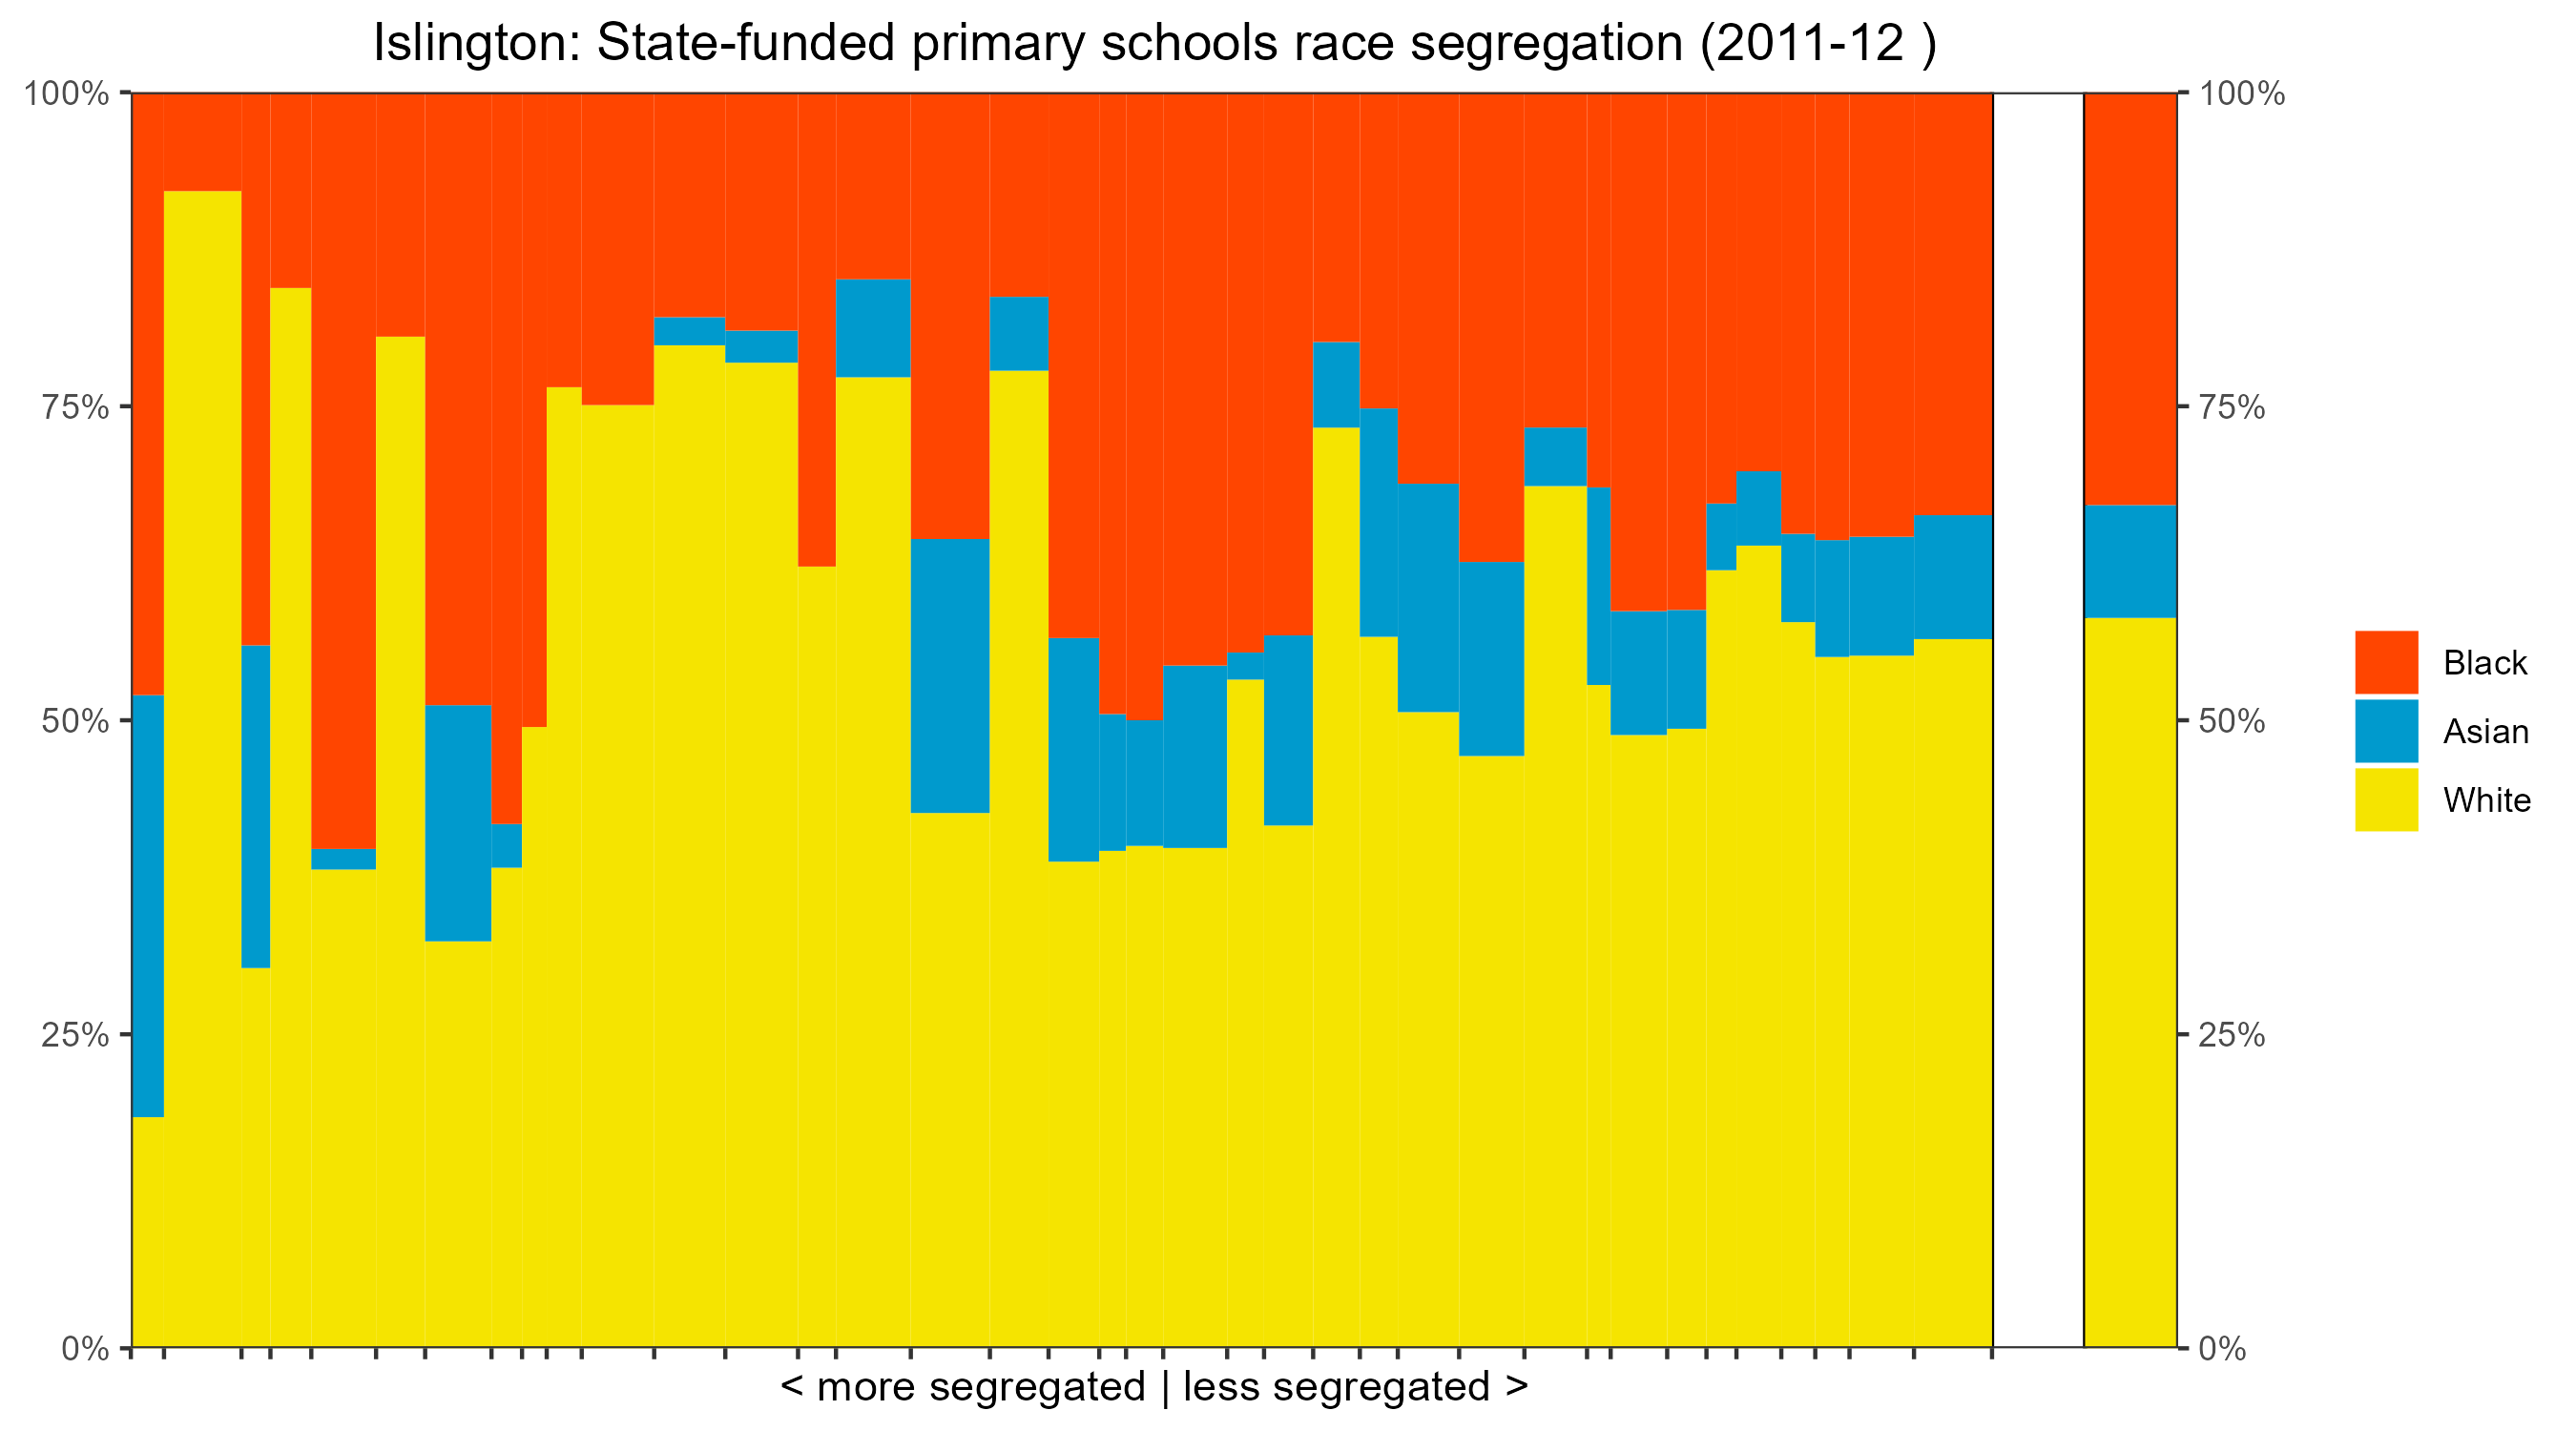 Islington: State-funded primary schools race segregation (2011-12 )
100%
75%
50%
25%
0%
100%
75%
50%
25%
0%
Black
Asian
White
< more segregated | less segregated >